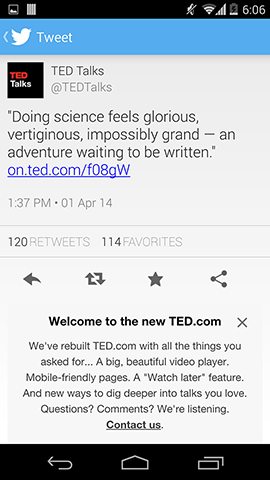 6:06
Tweet
TED
Talks
TED Talks
@TEDTalks
"Doing science feels glorious,
vertiginous, impossibly grand — an
adventure waiting to be written."
on.ted.com/f08gW
1:37 PM • 01 Apr 14
120 RETWEETS 114 FAVORITES
Welcome to the new TED.com
We've rebuilt TED.com with all the things you
asked for... A big, beautiful video player.
Mobile-friendly pages. A "Watch later" feature.
And new ways to dig deeper into talks you love.
Questions? Comments? We're listening.
Contact us.